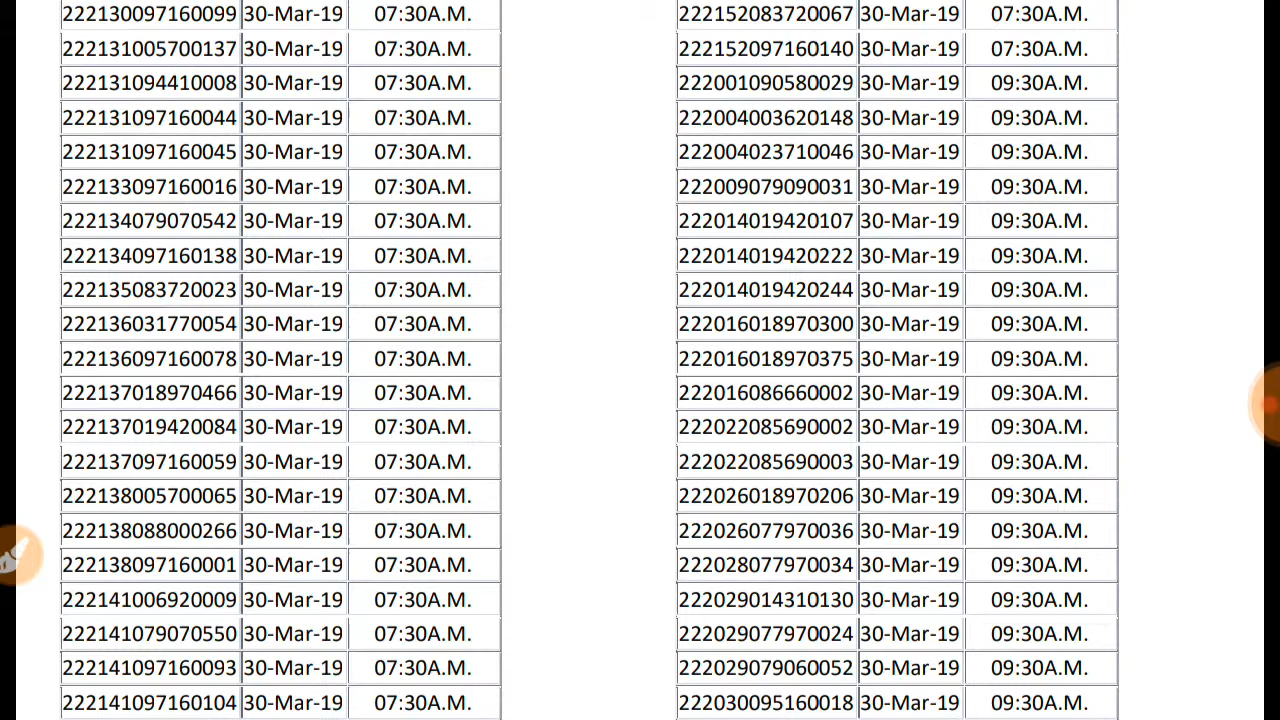 222130097160099 30-Mar-19 07:30A.M.
222131005700137 30-Mar-19 07:30A.M.
222131094410008 30-Mar-19 07:30A.M.
222131097160044 30-Mar-19 07:30A.M.
222131097160045 30-Mar-19 07:30A.M.
222133097160016 30-Mar-19 07:30A.M.
222134079070542 30-Mar-19 07:30A.M.
222134097160138 30-Mar-19 07:30A.M.
222135083720023 30-Mar-19 07:30A.M.
222136031770054 30-Mar-19 07:30A.M.
222136097160078 30-Mar-19 07:30A.M.
222137018970466 30-Mar-19 07:30A.M.
222137019420084 30-Mar-19 07:30A.M.
222137097160059 30-Mar-19 07:30A.M.
222138005700065 30-Mar-19 07:30A.M.
222138088000266 30-Mar-19 07:30A.M.
222138097160001 30-Mar-19 07:30A.M.
222141006920009 30-Mar-19 07:30A.M.
222141079070550 30-Mar-19 07:30A.M.
222141097160093 30-Mar-19 07:30A.M.
222141097160104 30-Mar-19 07:30A.M.
222152083720067 30-Mar-19 07:30A.M.
222152097160140 30-Mar-19 07:30A.M.
222001090580029 30-Mar-19 09:30A.M.
222004003620148 30-Mar-19 09:30A.M.
222004023710046 30-Mar-19 09:30A.M.
222009079090031 30-Mar-19 09:30A.M.
222014019420107 30-Mar-19 09:30A.M.
222014019420222 30-Mar-19 09:30A.M.
222014019420244 30-Mar-19 09:30A.M.
222016018970300 30-Mar-19 09:30A.M.
222016018970375 30-Mar-19 09:30A.M.
222016086660002 30-Mar-19 09:30A.M.
222022085690002 30-Mar-19 09:30A.M.
222022085690003 30-Mar-19 09:30A.M.
222026018970206 30-Mar-19 09:30A.M.
222026077970036 30-Mar-19 09:30A.M.
222028077970034 30-Mar-19 09:30A.M.
222029014310130 30-Mar-19 09:30A.M.
222029077970024 30-Mar-19 09:30A.M.
222029079060052 30-Mar-19 09:30A.M.
222030095160018 30-Mar-19 09:30A.M.